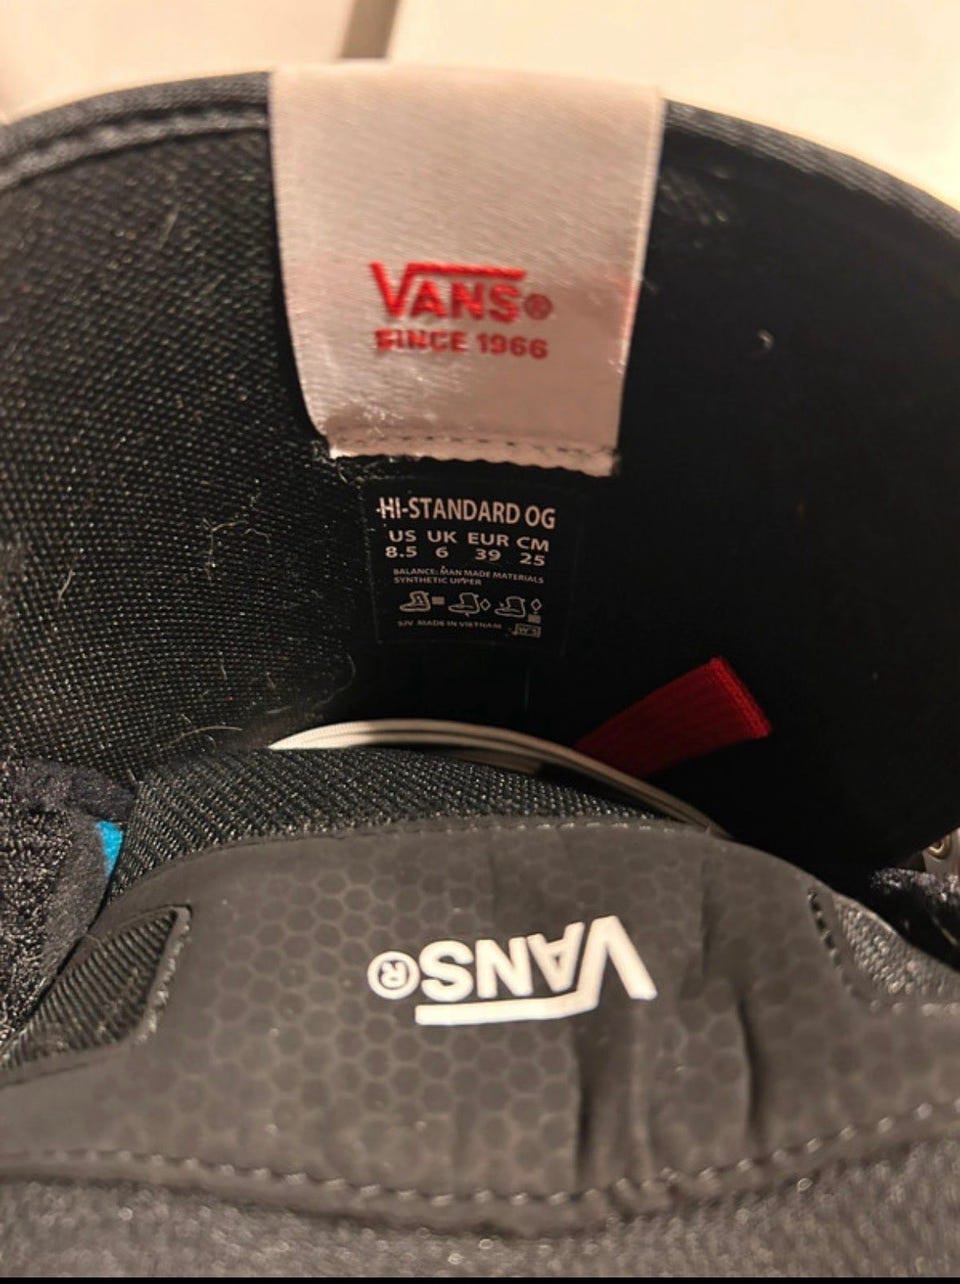 VANS®
SINCE 1966
HI-STANDARD OG
US UK EUR CM
8.5 6 39 25
BALANCE: MAN MADE MATERIALS
SYNTHETIC UPPER
SJV MADE IN VIETNAM
VANS®